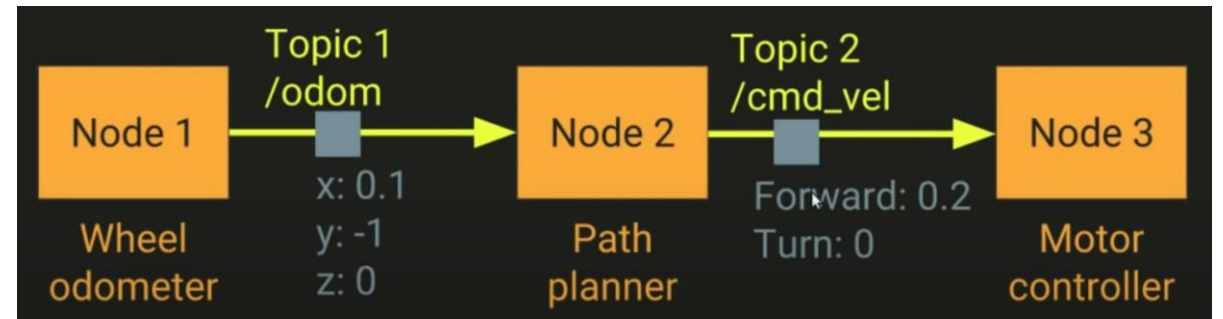 Topic 1
/odom
Topic 2
/cmd_vel
Node 1
Node 2
Node 3
x: 0.1
y: -1
z: 0
Forward: 0.2
Turn: 0
Wheel
odometer
Path
planner
Motor
controller